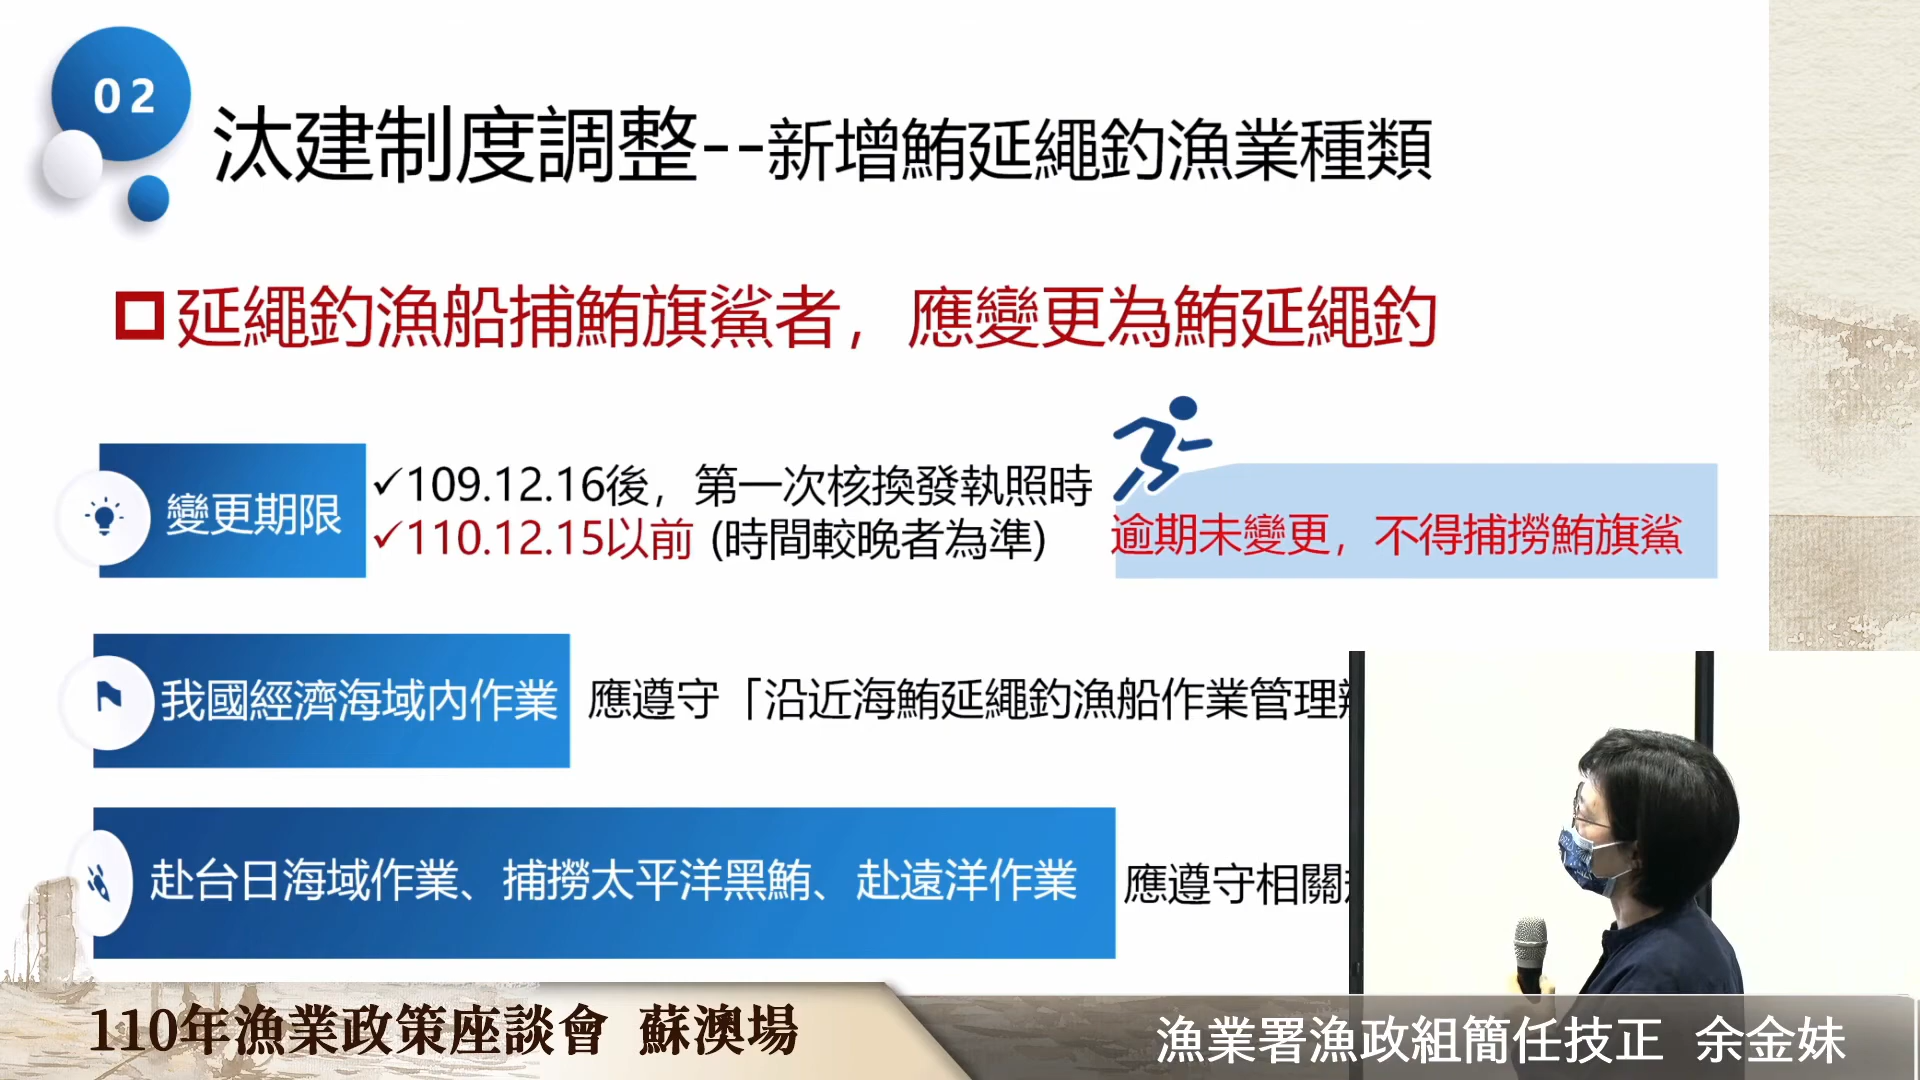 02
汰建制度調整--新增鮪延繩釣漁業種類
延繩釣漁船捕鮪旗鯊者，應變更為鮪延繩釣
變更期限
✓109.12.16後，第一次核換發執照時
✓110.12.15以前 (時間較晚者為準)
逾期未變更，不得捕撈鮪旗鯊
我國經濟海域內作業
應遵守「沿近海鮪延繩釣漁船作業管理
赴台日海域作業、捕撈太平洋黑鮪、赴遠洋作業
應遵守相關
110年漁業政策座談會 蘇澳場
漁業署漁政組簡任技正 余金妹